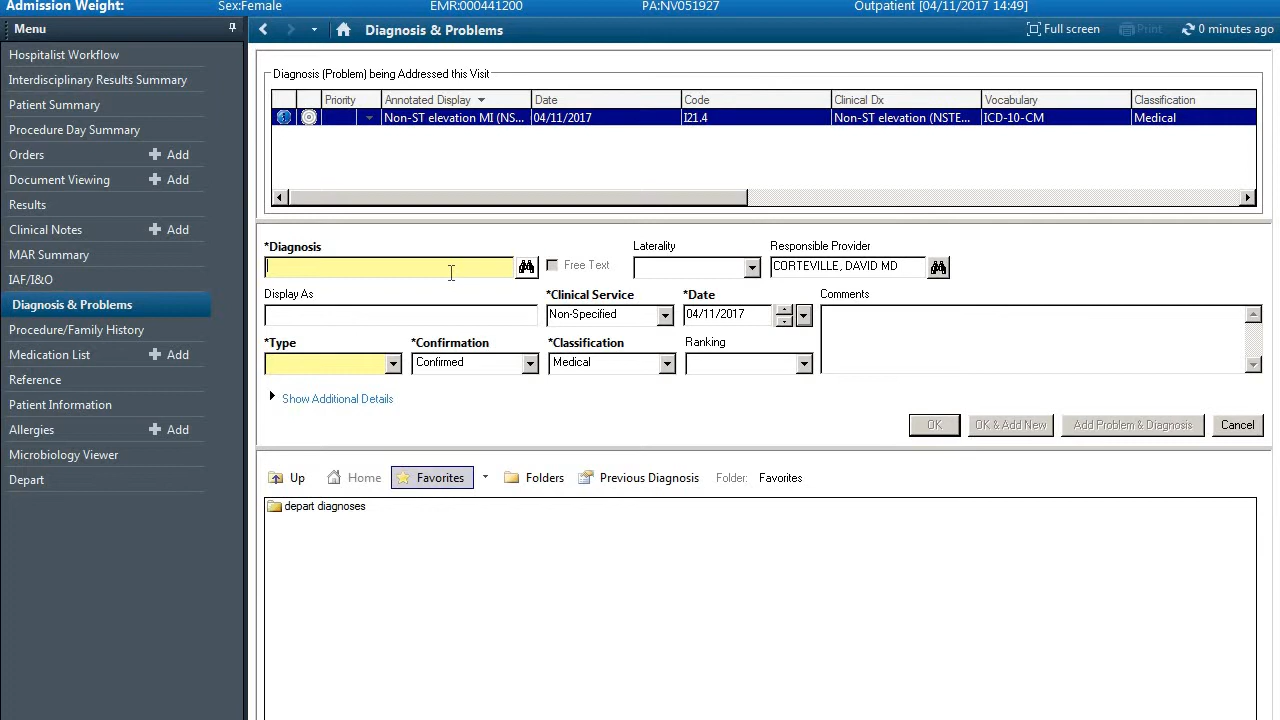 Admission Weight: Sex:Female EMR:000441200 PA:NV051927 Outpatient [04/11/2017 14:49]
Menu
Diagnosis & Problems
Full screen Print 0 minutes ago
Hospitalist Workflow
Interdisciplinary Results Summary
Patient Summary
Procedure Day Summary
Orders Add
Document Viewing Add
Results
Clinical Notes Add
MAR Summary
IAF/I&O
Diagnosis & Problems
Procedure/Family History
Medication List Add
Reference
Patient Information
Allergies Add
Microbiology Viewer
Depart
Diagnosis (Problem) being Addressed this Visit
Priority Annotated Display Date Code Clinical Dx Vocabulary Classification
Non-ST elevation MI (NS... 04/11/2017 I21.4 Non-ST elevation (NSTE... ICD-10-CM Medical
*Diagnosis Laterality Responsible Provider
Free Text CORTEVILLE, DAVID MD
Display As *Clinical Service *Date Comments
Non-Specified 04/11/2017
*Type *Confirmation *Classification Ranking
Confirmed Medical
Show Additional Details
OK OK & Add New Add Problem & Diagnosis Cancel
Up Home Favorites Folders Previous Diagnosis Folder: Favorites
depart diagnoses